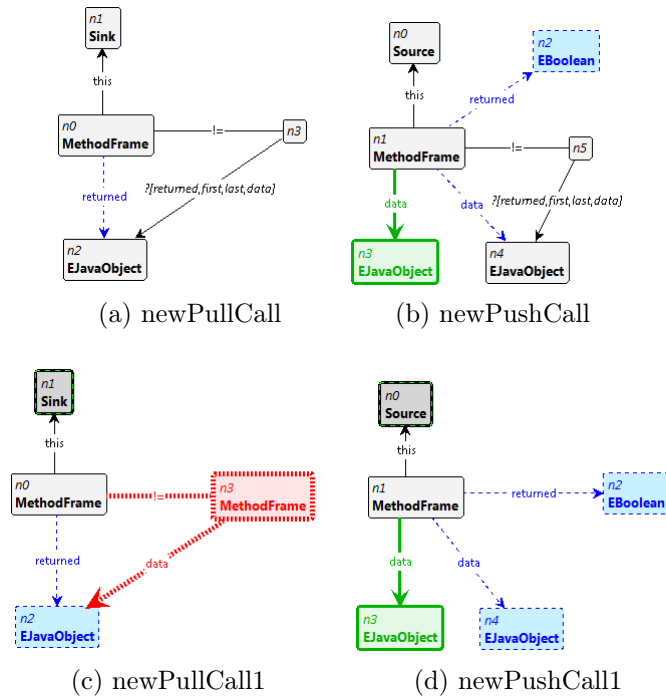 n1
Sink
this
n0
MethodFrame
!=
n3
returned
?[returned,first,last,data]
n2
EJavaObject
(a) newPullCall
n0
Source
n2
EBoolean
this
returned
n1
MethodFrame
!=
n5
data
data
?[returned,first,last,data]
n3
EJavaObject
n4
EJavaObject
(b) newPushCall
n1
Sink
this
n0
MethodFrame
!=
n3
MethodFrame
returned
data
n2
EJavaObject
(c) newPullCall1
n0
Source
this
n1
MethodFrame
returned
n2
EBoolean
data
data
n3
EJavaObject
n4
EJavaObject
(d) newPushCall1